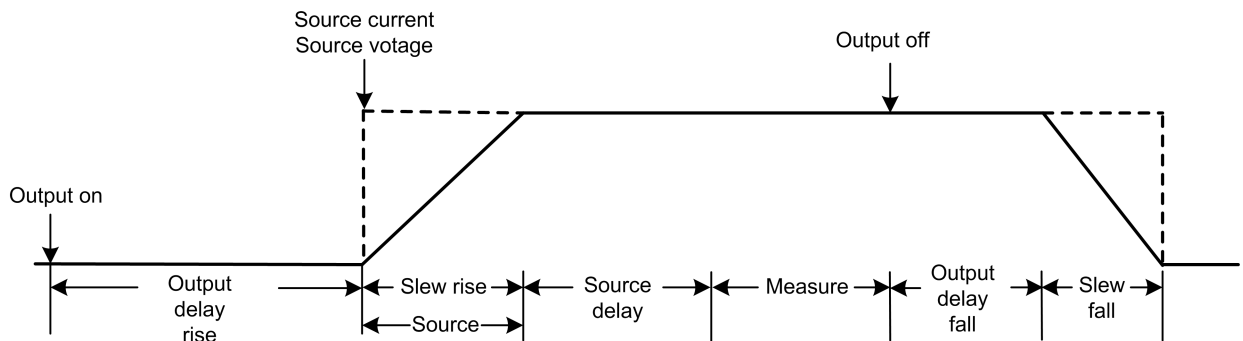 Source current
Source votage
Output off
Output on
Output
delay
rise
Slew rise
Source
Source
delay
Measure
Output
delay
fall
Slew
fall